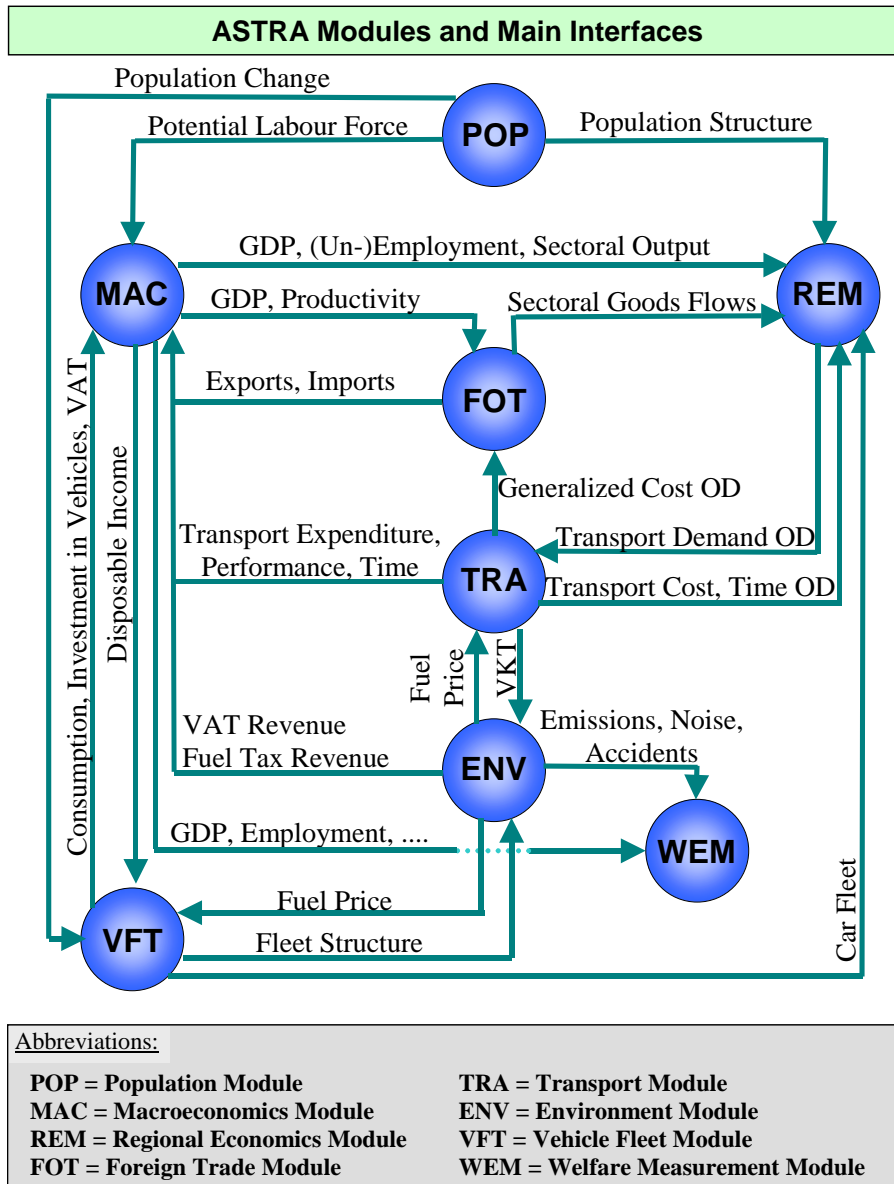 ASTRA Modules and Main Interfaces
Population Change
Potential Labour Force
POP
Population Structure
GDP, (Un-)Employment, Sectoral Output
MAC
REM
GDP, Productivity
Sectoral Goods Flows
Exports, Imports
FOT
Consumption, Investment in Vehicles, VAT
Disposable Income
Generalized Cost OD
Transport Expenditure,
Performance, Time
Transport Demand OD
TRA
Transport Cost, Time OD
Fuel
Price
VKT
VAT Revenue
Fuel Tax Revenue
Emissions, Noise,
Accidents
ENV
GDP, Employment, ....
WEM
Fuel Price
Car Fleet
VFT
Fleet Structure
Abbreviations:
POP = Population Module
MAC = Macroeconomics Module
REM = Regional Economics Module
FOT = Foreign Trade Module
TRA = Transport Module
ENV = Environment Module
VFT = Vehicle Fleet Module
WEM = Welfare Measurement Module